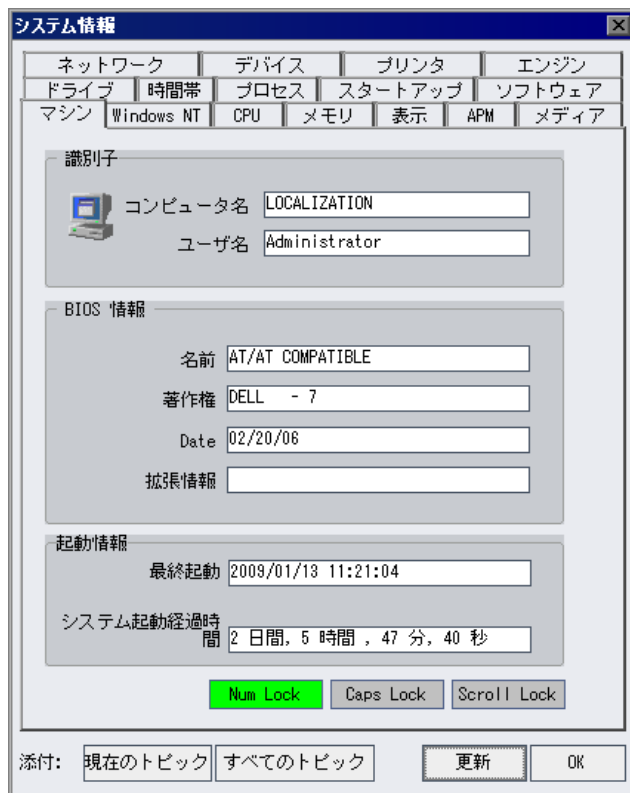 システム情報
ネットワーク デバイス プリンタ エンジン
ドライブ 時間帯 プロセス スタートアップ ソフトウェア
マシン Windows NT CPU メモリ 表示 APM メディア
識別子
コンピュータ名 LOCALIZATION
ユーザ名 Administrator
BIOS 情報
名前 AT/AT COMPATIBLE
著作権 DELL - 7
Date 02/20/06
拡張情報
起動情報
最終起動 2009/01/13 11:21:04
システム起動経過時
間 2 日間, 5 時間 , 47 分, 40 秒
Num Lock Caps Lock Scroll Lock
添付: 現在のトピック すべてのトピック 更新 OK